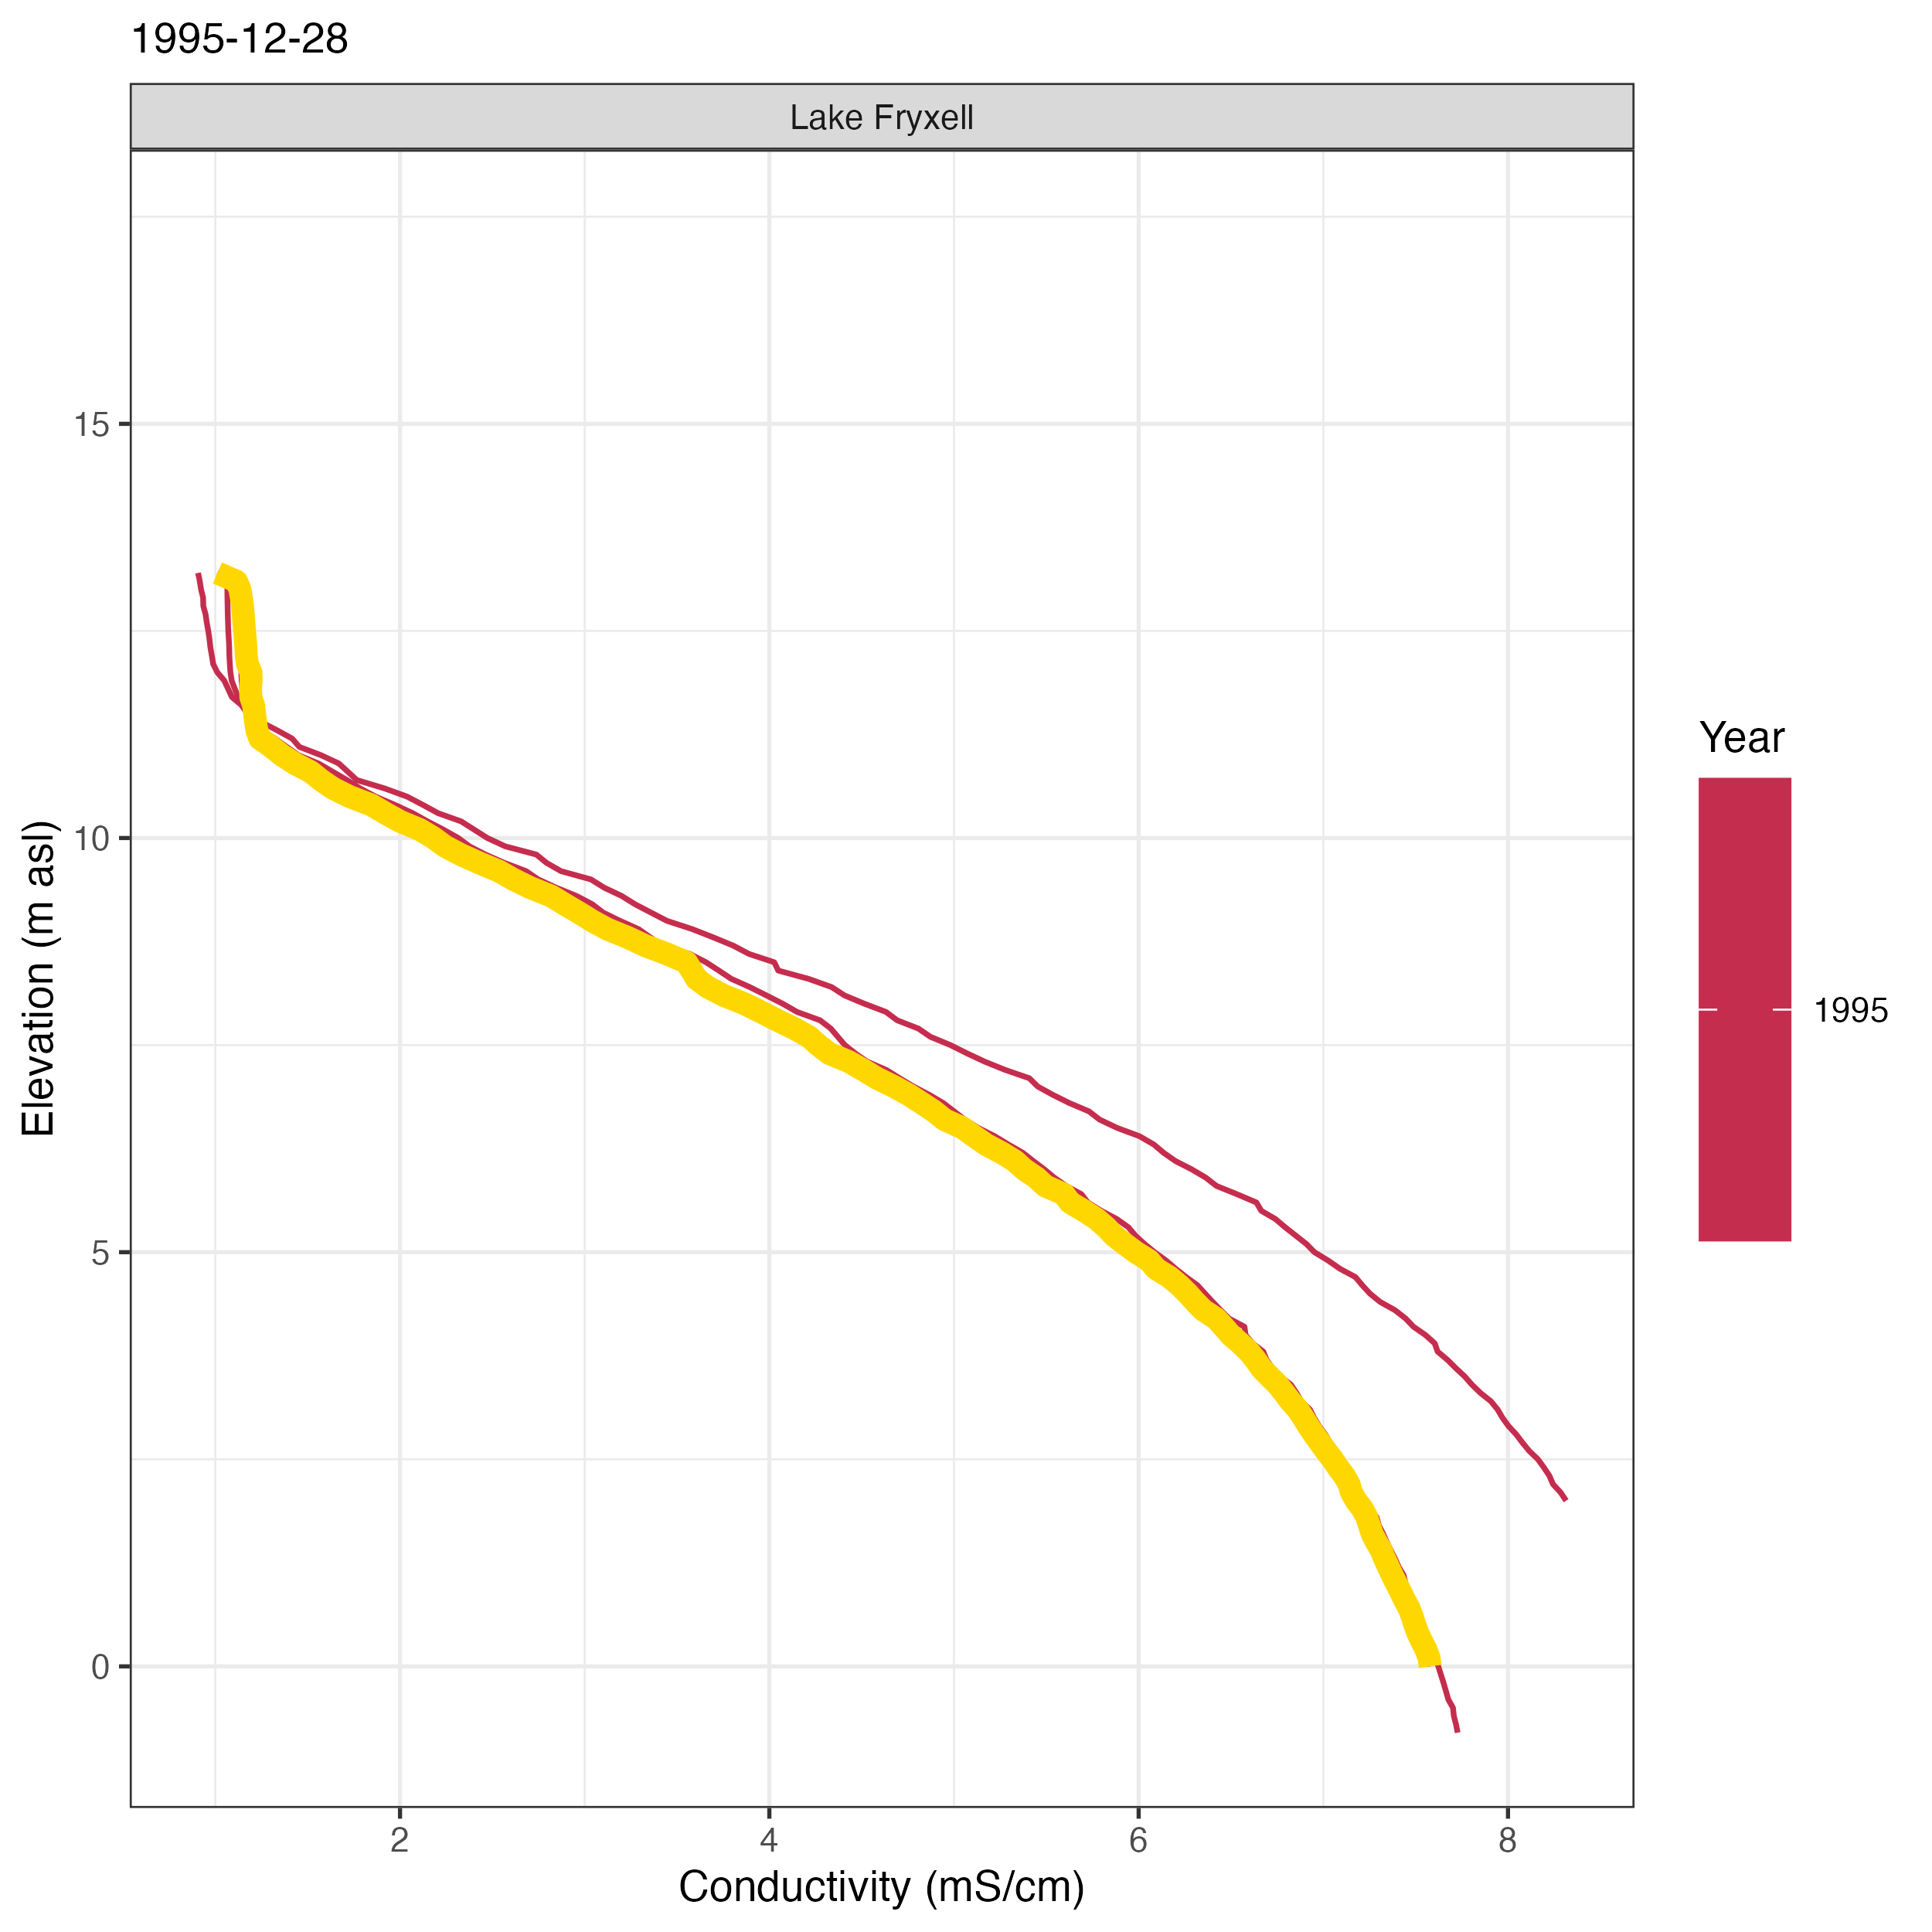 1995-12-28
Lake Fryxell
15
10
5
0
Elevation (m asl)
2 4 6 8
Conductivity (mS/cm)
Year
1995